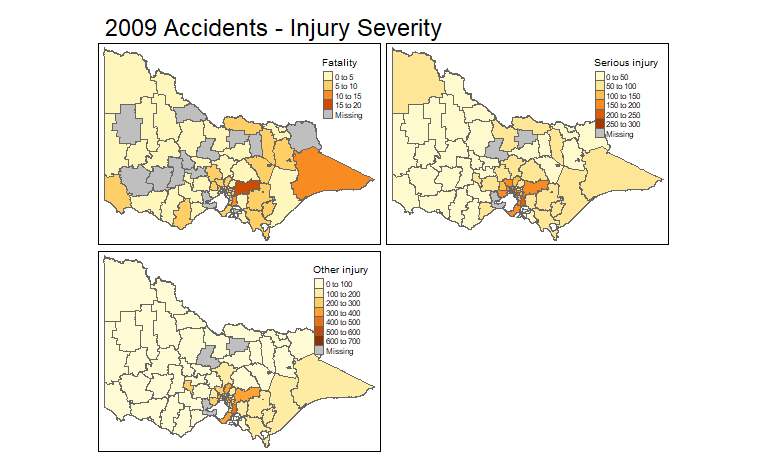 2009 Accidents - Injury Severity
Fatality
0 to 5
5 to 10
10 to 15
15 to 20
Missing
Serious injury
0 to 50
50 to 100
100 to 150
150 to 200
200 to 250
250 to 300
Missing
Other injury
0 to 100
100 to 200
200 to 300
300 to 400
400 to 500
500 to 600
600 to 700
Missing